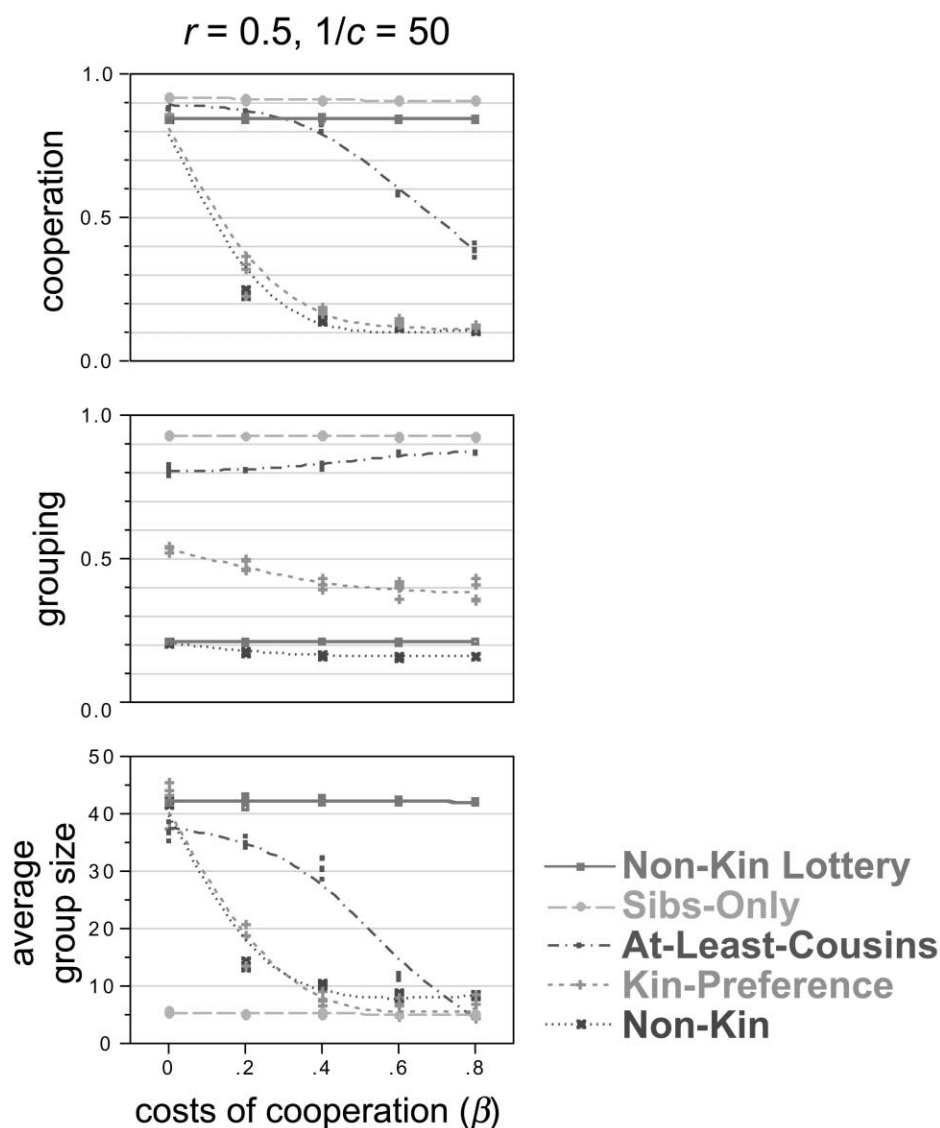 r = 0.5, 1/c = 50
cooperation
1.0
0.5
0.0
grouping
1.0
0.5
0.0
average
group size
50
40
30
20
10
0
0 .2 .4 .6 .8
costs of cooperation (β)
Non-Kin Lottery
Sibs-Only
At-Least-Cousins
Kin-Preference
Non-Kin